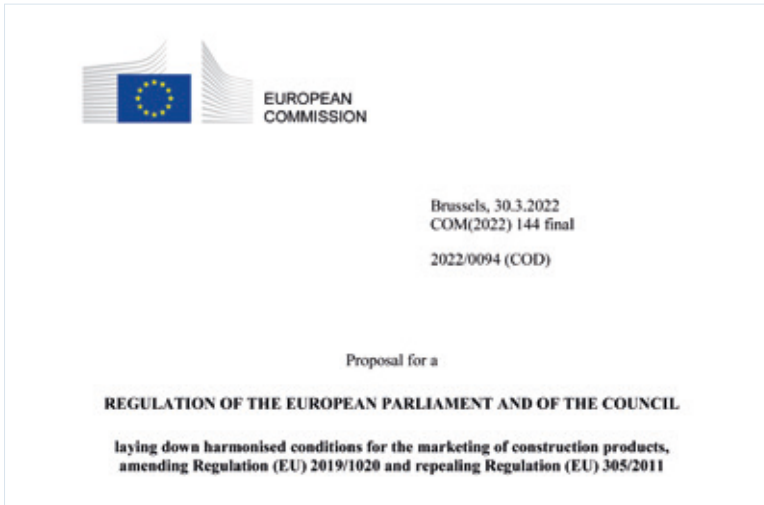 EUROPEAN
COMMISSION
Brussels, 30.3.2022
COM(2022) 144 final
2022/0094 (COD)
Proposal for a
REGULATION OF THE EUROPEAN PARLIAMENT AND OF THE COUNCIL
laying down harmonised conditions for the marketing of construction products,
amending Regulation (EU) 2019/1020 and repealing Regulation (EU) 305/2011